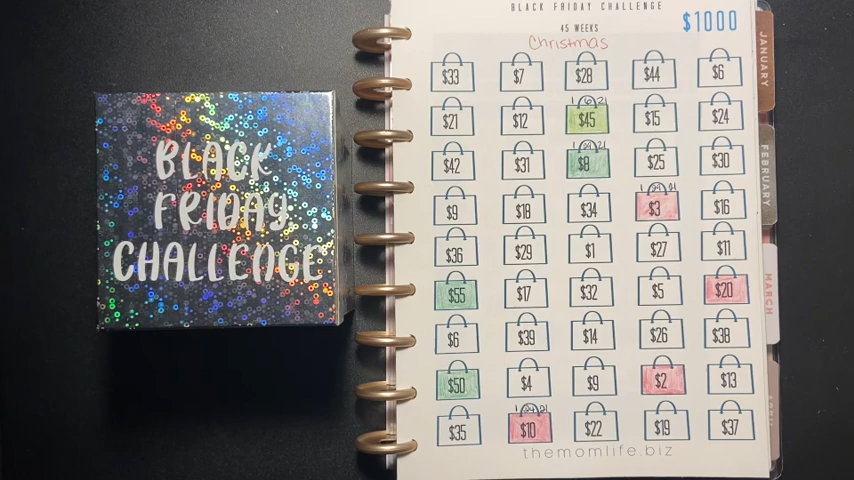 BLACK
FRIDAY
CHALLENGE
BLACK FRIDAY CHALLENGE
$1000
45 WEEKS
Christmas
$33 $7 $28 $44 $6
$21 $12 $45 $15 $24
$42 $31 $8 $25 $30
$9 $18 $34 $3 $16
$36 $29 $1 $27 $11
$55 $17 $32 $5 $20
$6 $39 $14 $26 $38
$50 $4 $9 $2 $13
$35 $10 $22 $19 $37
themomlife.biz
JANUARY
FEBRUARY
MARCH